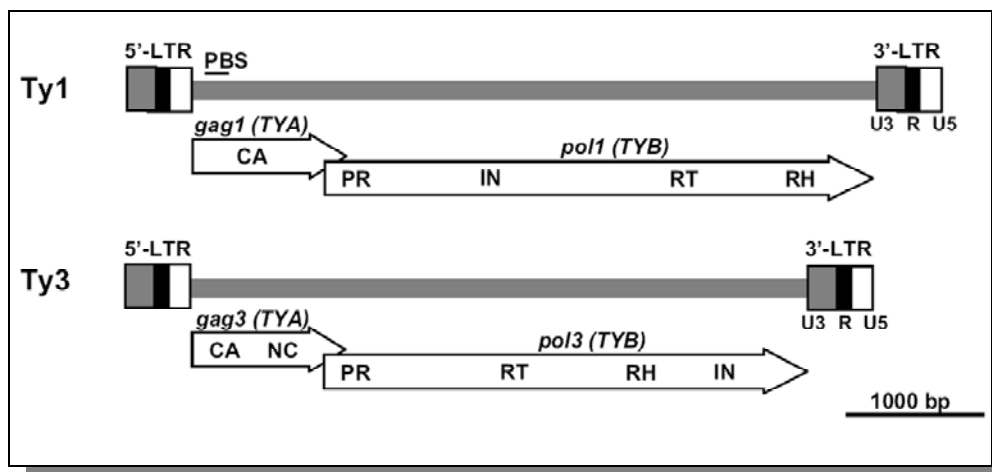 5'-LTR PBS 3'-LTR
Ty1
U3 R U5
gag1 (TYA)
CA
pol1 (TYB)
PR IN RT RH
5'-LTR 3'-LTR
Ty3
U3 R U5
gag3 (TYA)
CA NC
pol3 (TYB)
PR RT RH IN
1000 bp